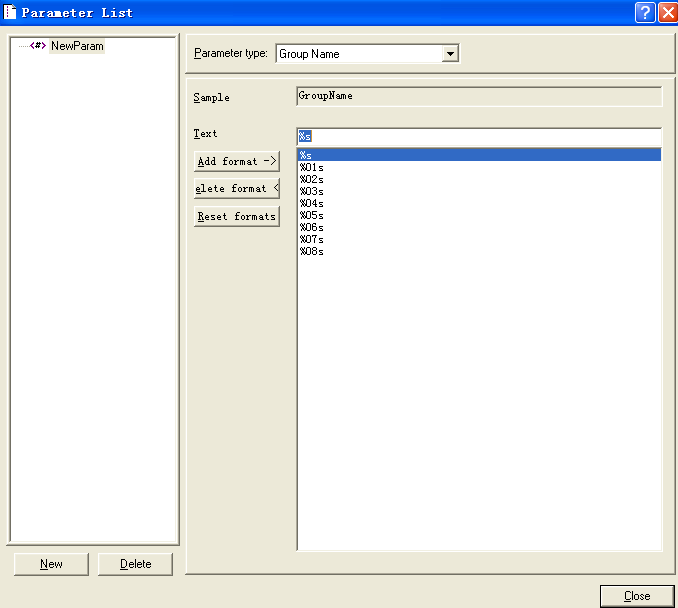 Parameter List
NewParam
Parameter type: Group Name
Sample GroupName
Text %s
Add format ->
elete format <
Reset formats
%s
%01s
%02s
%03s
%04s
%05s
%06s
%07s
%08s
New Delete
Close